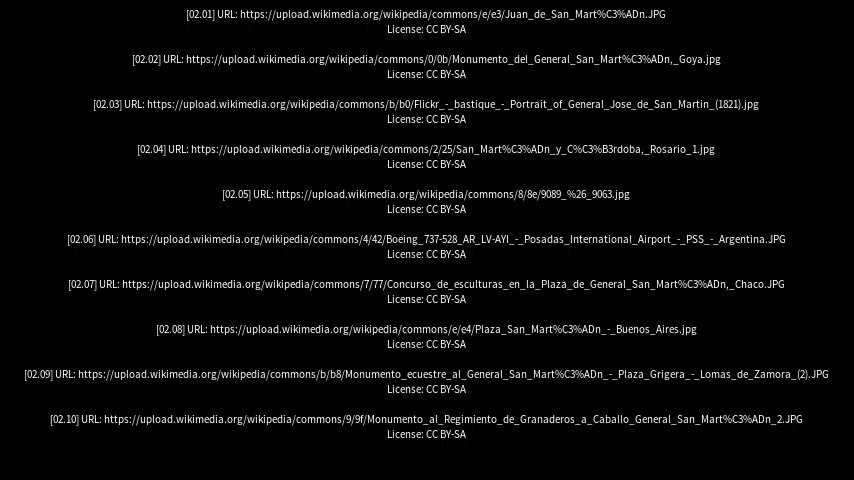 [02.01] URL: https://upload.wikimedia.org/wikipedia/commons/e/e3/Juan_de_San_Mart%C3%ADn.JPG
License: CC BY-SA
[02.02] URL: https://upload.wikimedia.org/wikipedia/commons/0/0b/Monumento_del_General_San_Mart%C3%ADn,_Goya.jpg
License: CC BY-SA
[02.03] URL: https://upload.wikimedia.org/wikipedia/commons/b/b0/Flickr_-_bastique_-_Portrait_of_General_Jose_de_San_Martin_(1821).jpg
License: CC BY-SA
[02.04] URL: https://upload.wikimedia.org/wikipedia/commons/2/25/San_Mart%C3%ADn_y_C%C3%B3rdoba,_Rosario_1.jpg
License: CC BY-SA
[02.05] URL: https://upload.wikimedia.org/wikipedia/commons/8/8e/9089_%26_9063.jpg
License: CC BY-SA
[02.06] URL: https://upload.wikimedia.org/wikipedia/commons/4/42/Boeing_737-528_AR_LV-AYI_-_Posadas_International_Airport_-_PSS_-_Argentina.JPG
License: CC BY-SA
[02.07] URL: https://upload.wikimedia.org/wikipedia/commons/7/77/Concurso_de_esculturas_en_la_Plaza_de_General_San_Mart%C3%ADn,_Chaco.JPG
License: CC BY-SA
[02.08] URL: https://upload.wikimedia.org/wikipedia/commons/e/e4/Plaza_San_Mart%C3%ADn_-_Buenos_Aires.jpg
License: CC BY-SA
[02.09] URL: https://upload.wikimedia.org/wikipedia/commons/b/b8/Monumento_ecuestre_al_General_San_Mart%C3%ADn_-_Plaza_Grigera_-_Lomas_de_Zamora_(2).JPG
License: CC BY-SA
[02.10] URL: https://upload.wikimedia.org/wikipedia/commons/9/9f/Monumento_al_Regimiento_de_Granaderos_a_Caballo_General_San_Mart%C3%ADn_2.JPG
License: CC BY-SA